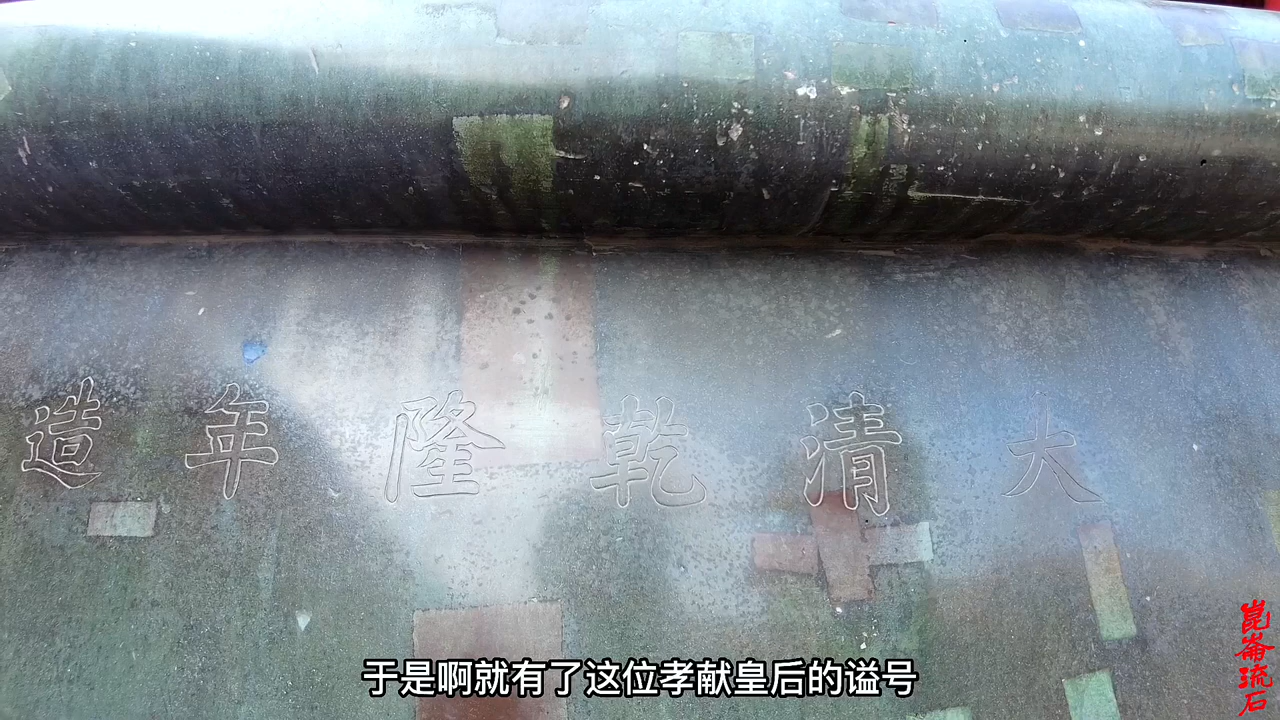 大清乾隆年造
于是啊就有了这位孝献皇后的谥号
崑崙流石